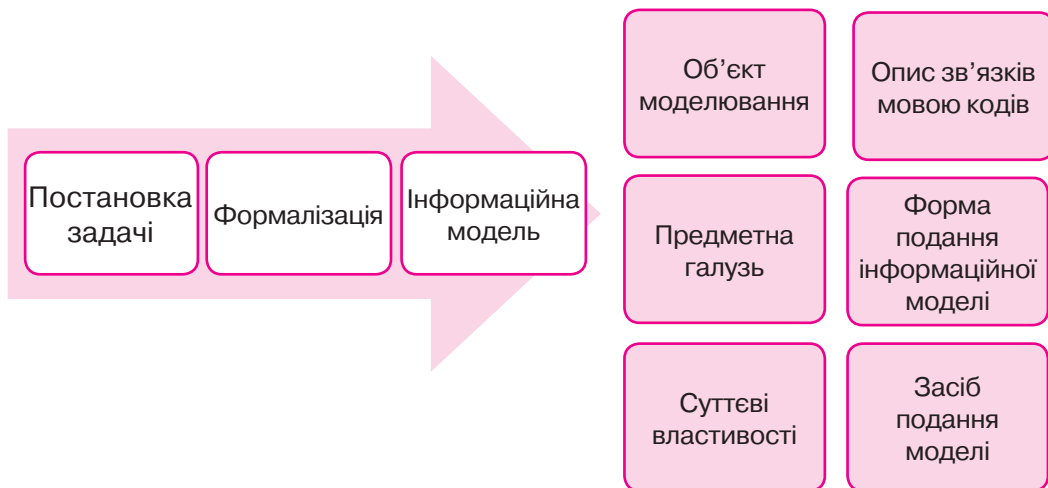 Постановка
задачі
Формалізація
Інформаційна
модель
Об’єкт
моделювання
Опис зв’язків
мовою кодів
Предметна
галузь
Форма
подання
інформаційної
моделі
Суттєві
властивості
Засіб
подання
моделі